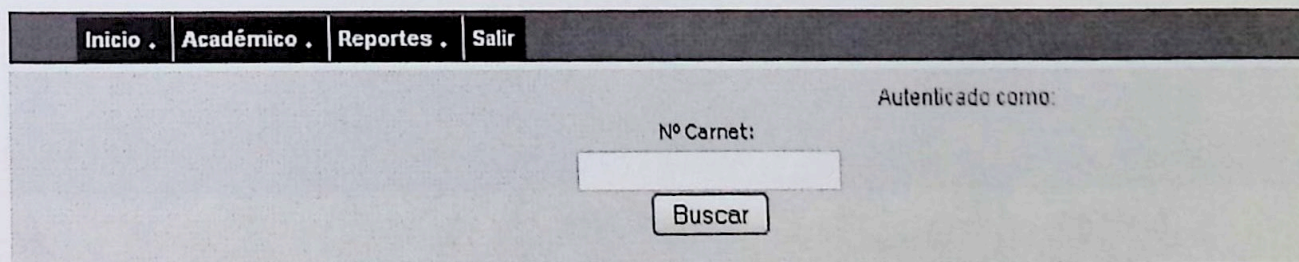 Inicio . Académico . Reportes . Salir
Autenticado como:
Nº Carnet:
Buscar